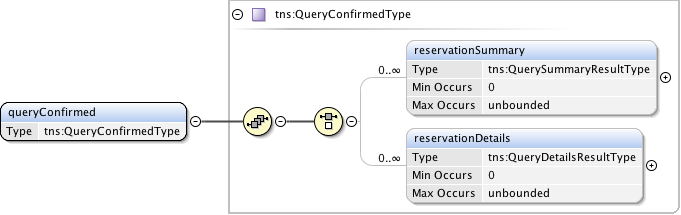 tns:QueryConfirmedType
reservationSummary
0..∞
Type tns:QuerySummaryResultType
Min Occurs 0
Max Occurs unbounded
queryConfirmed
Type tns:QueryConfirmedType
reservationDetails
0..∞
Type tns:QueryDetailsResultType
Min Occurs 0
Max Occurs unbounded